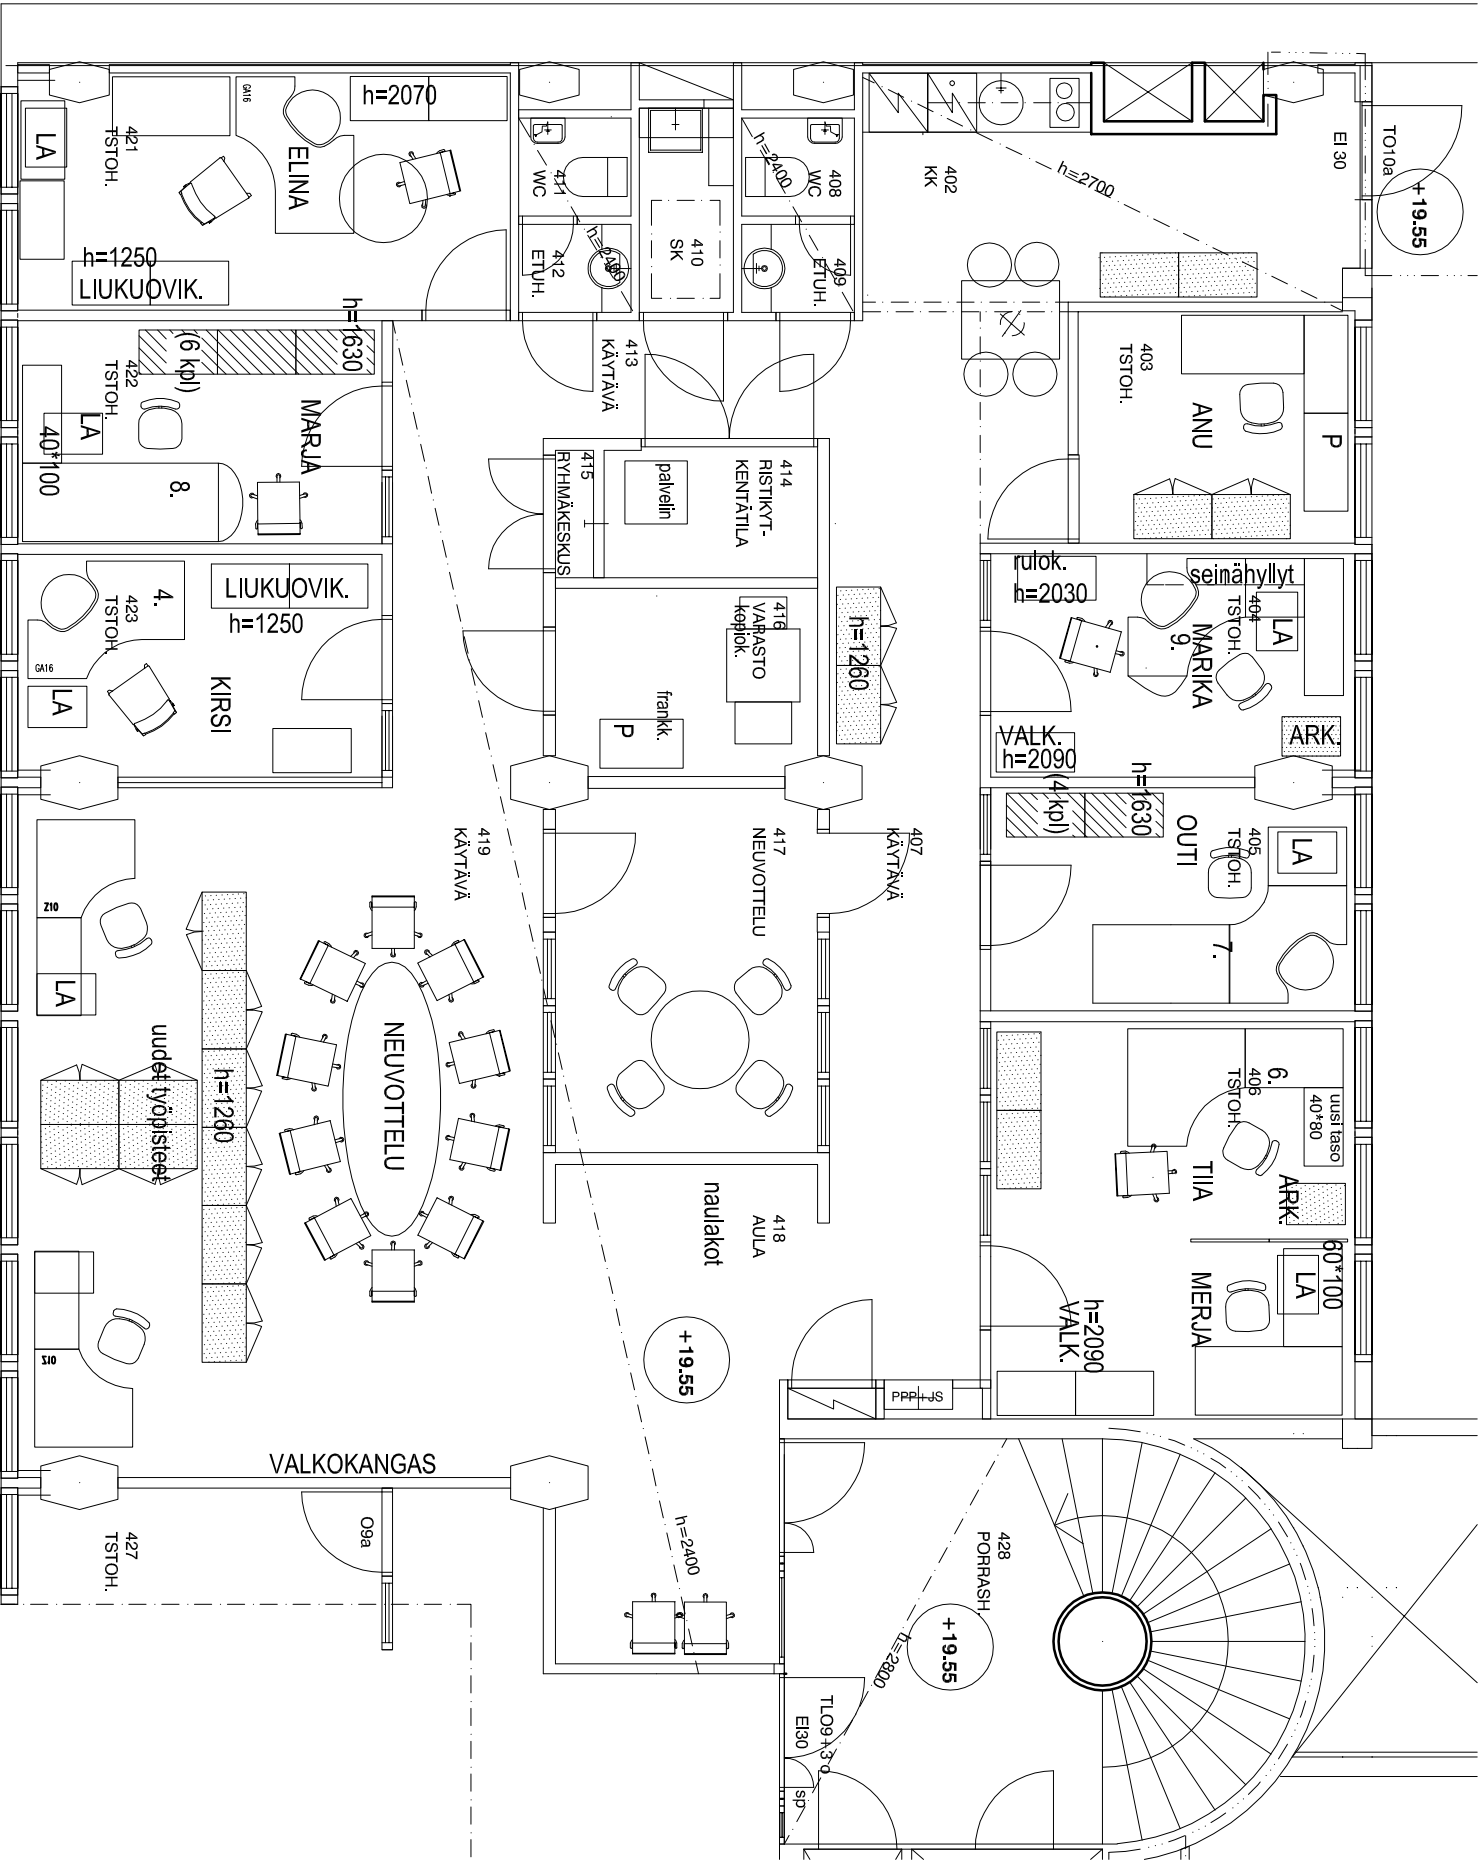 h=2070
GA16
LA
421
TSTOH.
ELINA
h=1250
LIUKUOVIK.
411
WC
h=2400
412
ETUH.
410
SK
h=2400
408
WC
409
ETUH.
402
KK
h=2700
EI 30
TO10a
+19.55
h=1630
(6 kpl)
422
TSTOH.
LA
40*100
MARJA
8.
413
KÄYTÄVÄ
415
RYHMÄKESKUS
palvelin
414
RISTIKYT-
KENTÄTILA
403
TSTOH.
ANU
P
4.
423
TSTOH.
GA16
LA
LIUKUOVIK.
h=1250
KIRSI
416
VARASTO
kopiok.
frankk.
P
h=1260
rulok.
h=2030
seinähyllyt
404
TSTOH.
LA
MARIKA
9.
ARK.
VALK.
h=2090
h=1630
(4 kpl)
OUTI
405
TSTOH.
LA
7.
419
KÄYTÄVÄ
417
NEUVOTTELU
407
KÄYTÄVÄ
Z10
LA
uudet työpisteet
h=1260
NEUVOTTELU
Z10
naulakot
418
AULA
+19.55
6.
406
TSTOH.
uusi taso
40*80
TIIA
ARK.
60*100
LA
MERJA
h=2090
VALK.
PPP+JS
VALKOKANGAS
427
TSTOH.
O9a
h=2400
428
PORRASH.
+19.55
h=2800
TLO9+3 o
EI30
sp